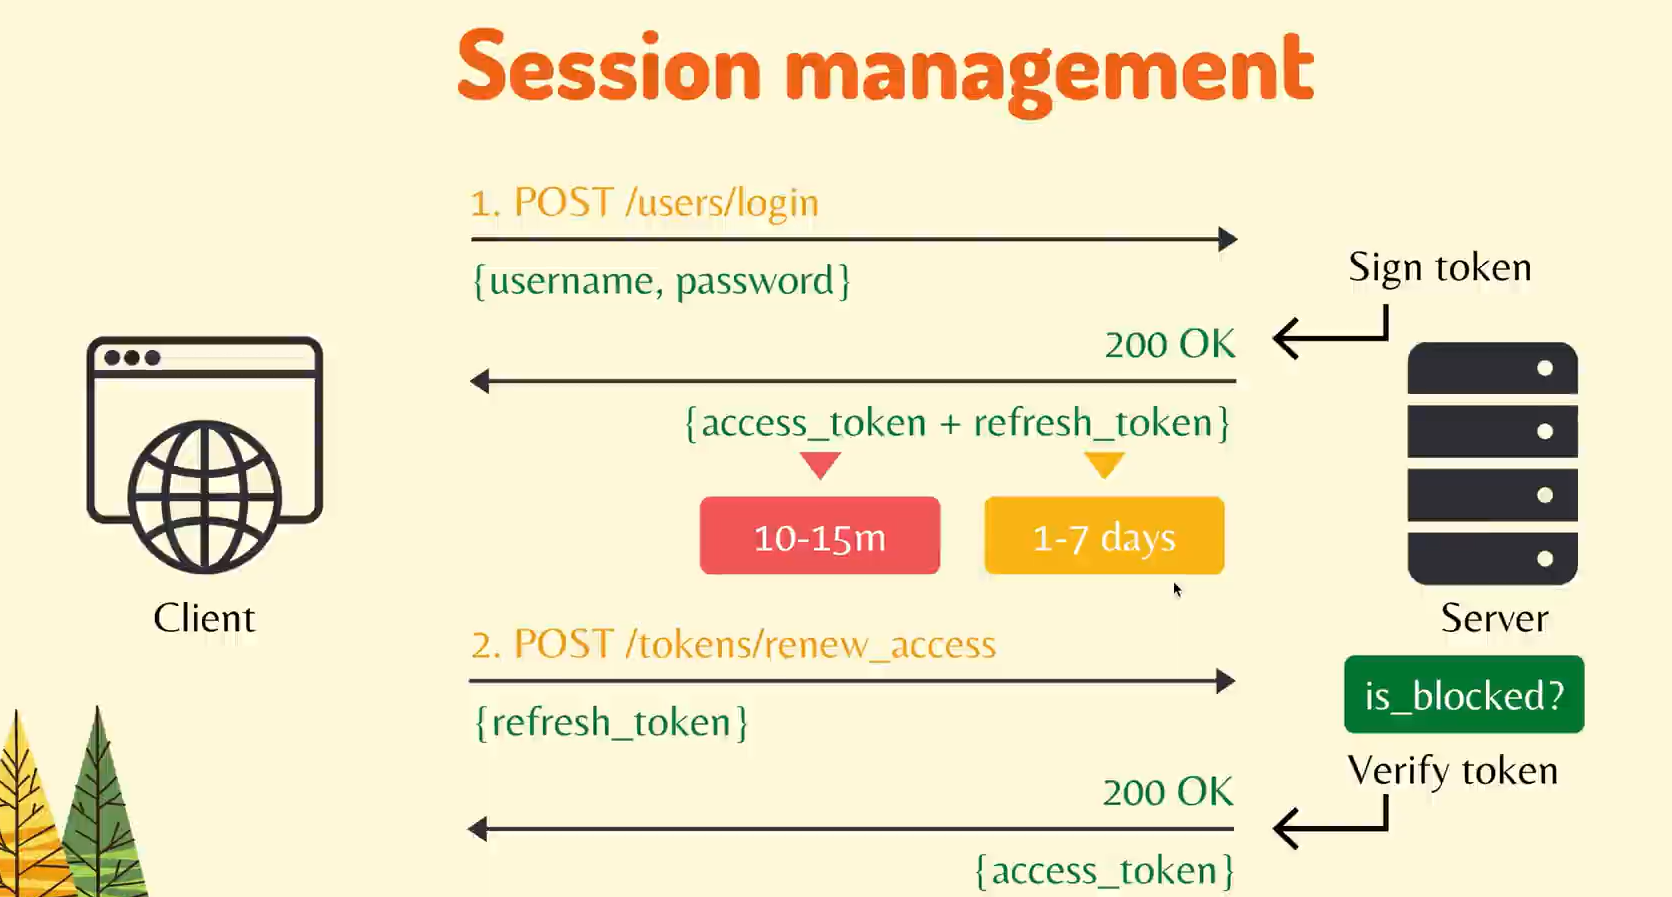 Session management
1. POST /users/login
{username, password}
Sign token
200 OK
{access_token + refresh_token}
10-15m
1-7 days
Client
Server
2. POST /tokens/renew_access
{refresh_token}
is_blocked?
Verify token
200 OK
{access_token}